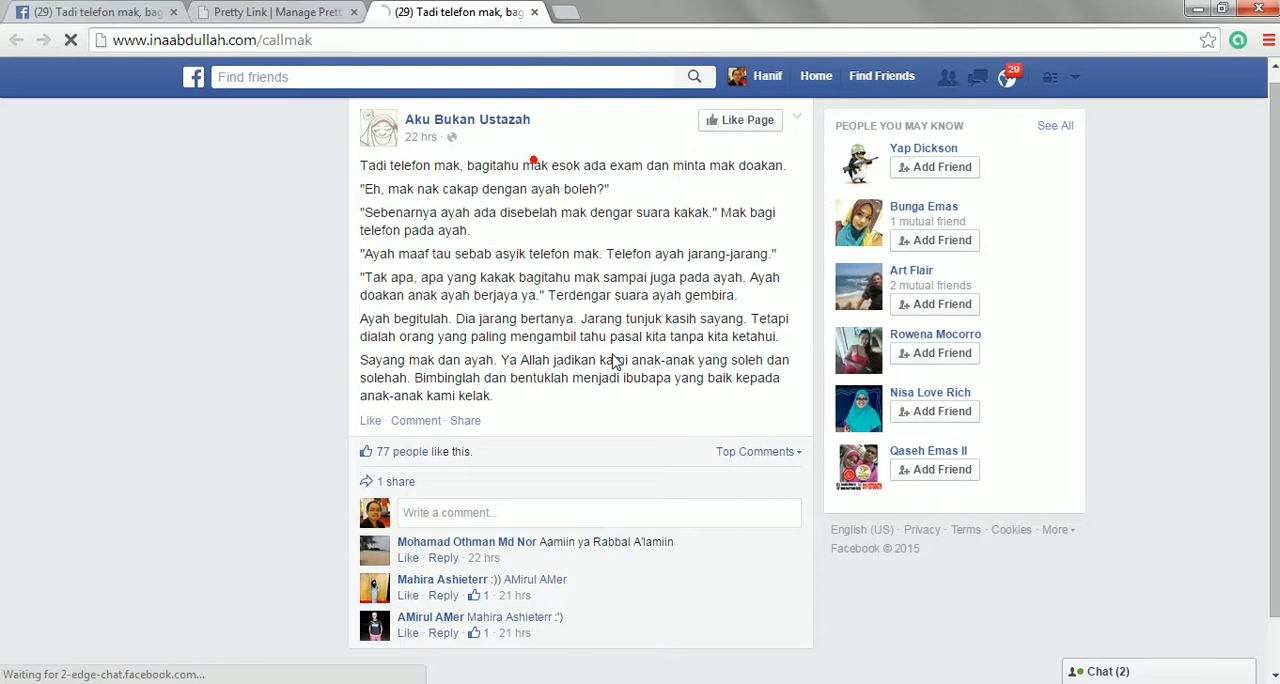 (29) Tadi telefon mak, bag
Pretty Link | Manage Prett
(29) Tadi telefon mak, bag
www.inaabdullah.com/callmak
Find friends
Hanif
Home
Find Friends
29
Aku Bukan Ustazah
22 hrs ·
Like Page
Tadi telefon mak, bagitahu mak esok ada exam dan minta mak doakan.
"Eh, mak nak cakap dengan ayah boleh?"
"Sebenarnya ayah ada disebelah mak dengar suara kakak." Mak bagi
telefon pada ayah.
"Ayah maaf tau sebab asyik telefon mak. Telefon ayah jarang-jarang."
"Tak apa, apa yang kakak bagitahu mak sampai juga pada ayah. Ayah
doakan anak ayah berjaya ya." Terdengar suara ayah gembira.
Ayah begitulah. Dia jarang bertanya. Jarang tunjuk kasih sayang. Tetapi
dialah orang yang paling mengambil tahu pasal kita tanpa kita ketahui.
Sayang mak dan ayah. Ya Allah jadikan kami anak-anak yang soleh dan
solehah. Bimbinglah dan bentuklah menjadi ibubapa yang baik kepada
anak-anak kami kelak.
Like · Comment · Share
77 people like this.
Top Comments
1 share
Write a comment...
Mohamad Othman Md Nor Aamiin ya Rabbal A'lamiin
Like · Reply · 22 hrs
Mahira Ashieterr :)) AMirul AMer
Like · Reply · 1 · 21 hrs
AMirul AMer Mahira Ashieterr :')
Like · Reply · 1 · 21 hrs
PEOPLE YOU MAY KNOW
See All
Yap Dickson
Add Friend
Bunga Emas
1 mutual friend
Add Friend
Art Flair
2 mutual friends
Add Friend
Rowena Mocorro
Add Friend
Nisa Love Rich
Add Friend
Qaseh Emas II
Add Friend
English (US) · Privacy · Terms · Cookies · More
Facebook © 2015
Waiting for 2-edge-chat.facebook.com...
Chat (2)